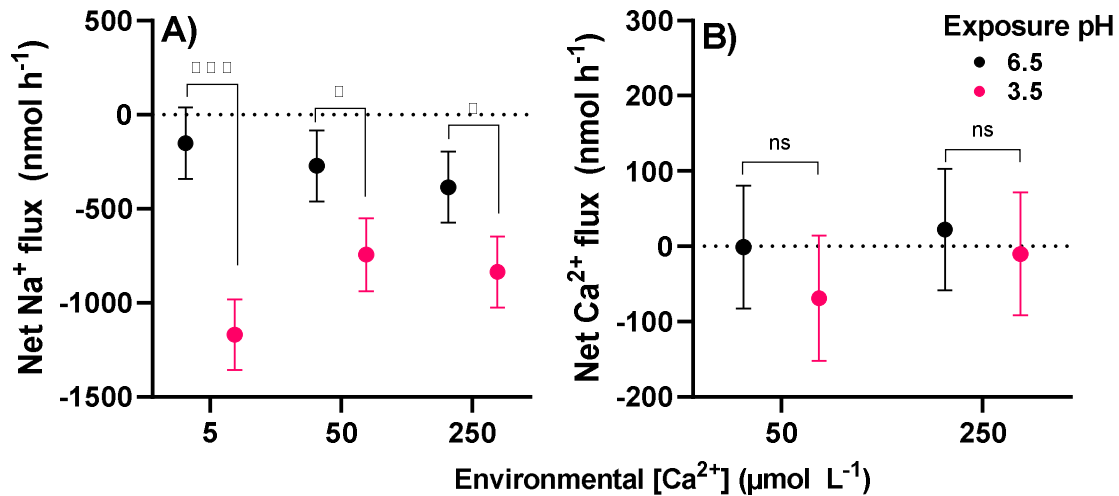 A)
Net Na⁺ flux (nmol h⁻¹)
500
0
-500
-1000
-1500
□□□
□
□
5
50
250
B)
Net Ca²⁺ flux (nmol h⁻¹)
300
200
100
0
-100
-200
ns
ns
50
250
Exposure pH
6.5
3.5
Environmental [Ca²⁺] (µmol L⁻¹)